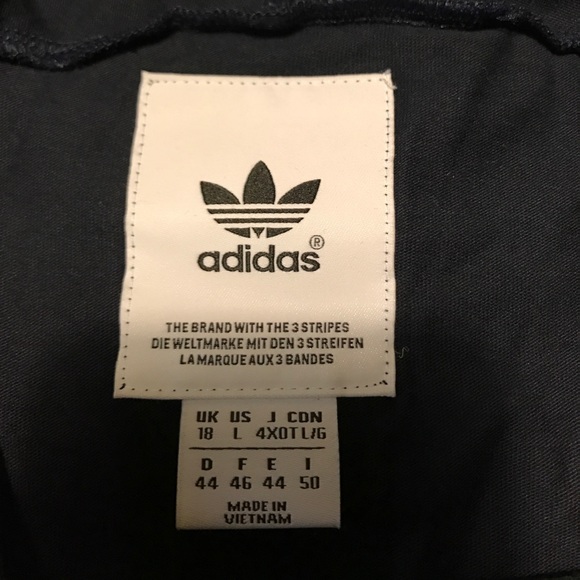 adidas®
THE BRAND WITH THE 3 STRIPES
DIE WELTMARKE MIT DEN 3 STREIFEN
LA MARQUE AUX 3 BANDES
UK US J CDN
18 L 4XOT L/G
D F E I
44 46 44 50
MADE IN
VIETNAM